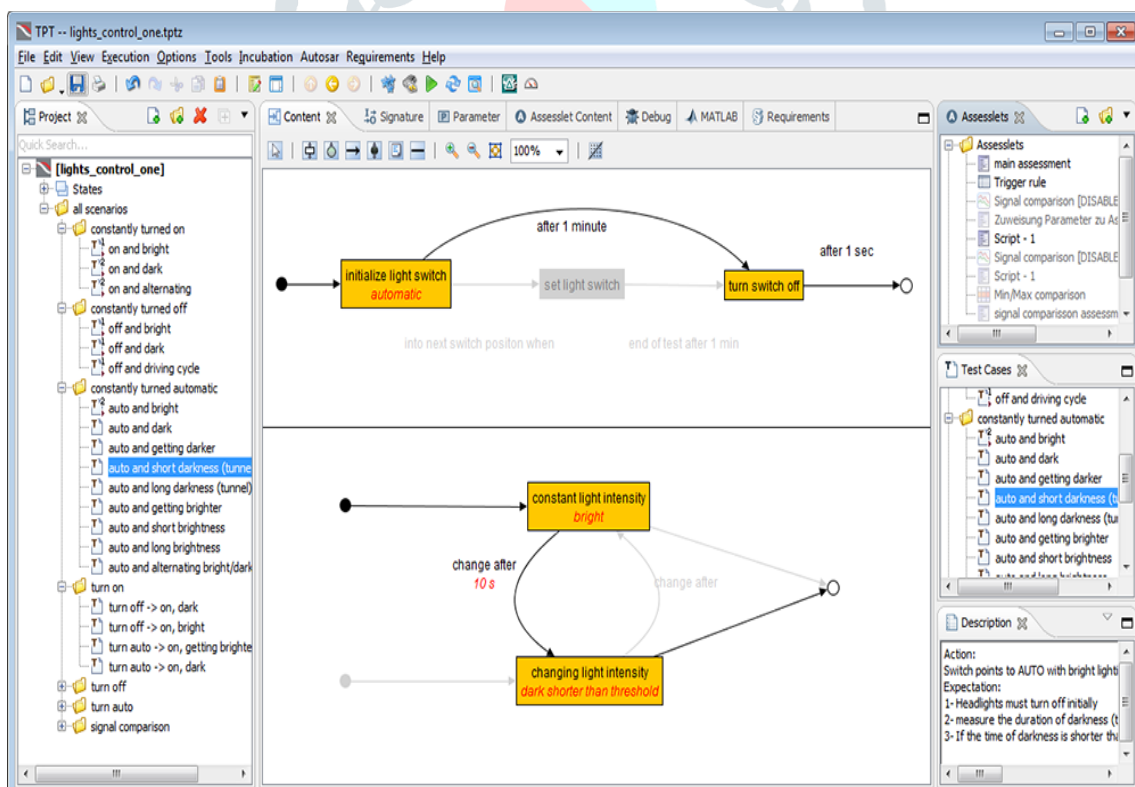 TPT -- lights_control_one.tptz
File Edit View Execution Options Tools Incubation Autosar Requirements Help
Project
Quick Search...
[lights_control_one]
States
all scenarios
constantly turned on
on and bright
on and dark
on and alternating
constantly turned off
off and bright
off and dark
off and driving cycle
constantly turned automatic
auto and bright
auto and dark
auto and getting darker
auto and short darkness (tunne
auto and long darkness (tunnel)
auto and getting brighter
auto and short brightness
auto and long brightness
auto and alternating bright/dark
turn on
turn off -> on, dark
turn off -> on, bright
turn auto -> on, getting brighte
turn auto -> on, dark
turn off
turn auto
signal comparison
Content Signature Parameter Assesslet Content Debug MATLAB Requirements
100%
after 1 minute
after 1 sec
initialize light switch
automatic
set light switch
turn switch off
into next switch positon when
end of test after 1 min
constant light intensity
bright
change after
10 s
change after
changing light intensity
dark shorter than threshold
Assesslets
Assesslets
main assessment
Trigger rule
Signal comparison [DISABLE
Zuweisung Parameter zu As
Script - 1
Signal comparison [DISABLE
Script - 1
Min/Max comparison
signal comparisson assessm
Test Cases
off and driving cycle
constantly turned automatic
auto and bright
auto and dark
auto and getting darker
auto and short darkness (tu
auto and long darkness (tur
auto and getting brighter
auto and short brightness
auto and long brightness
Description
Action:
Switch points to AUTO with bright lighti
Expectation:
1- Headlights must turn off initially
2- measure the duration of darkness (t
3- If the time of darkness is shorter tha